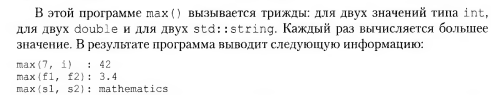 В этой программе max() вызывается трижды: для двух значений типа int,
для двух double и для двух std::string. Каждый раз вычисляется большее
значение. В результате программа выводит следующую информацию:
max(7, i) : 42
max(f1, f2): 3.4
max(s1, s2): mathematics